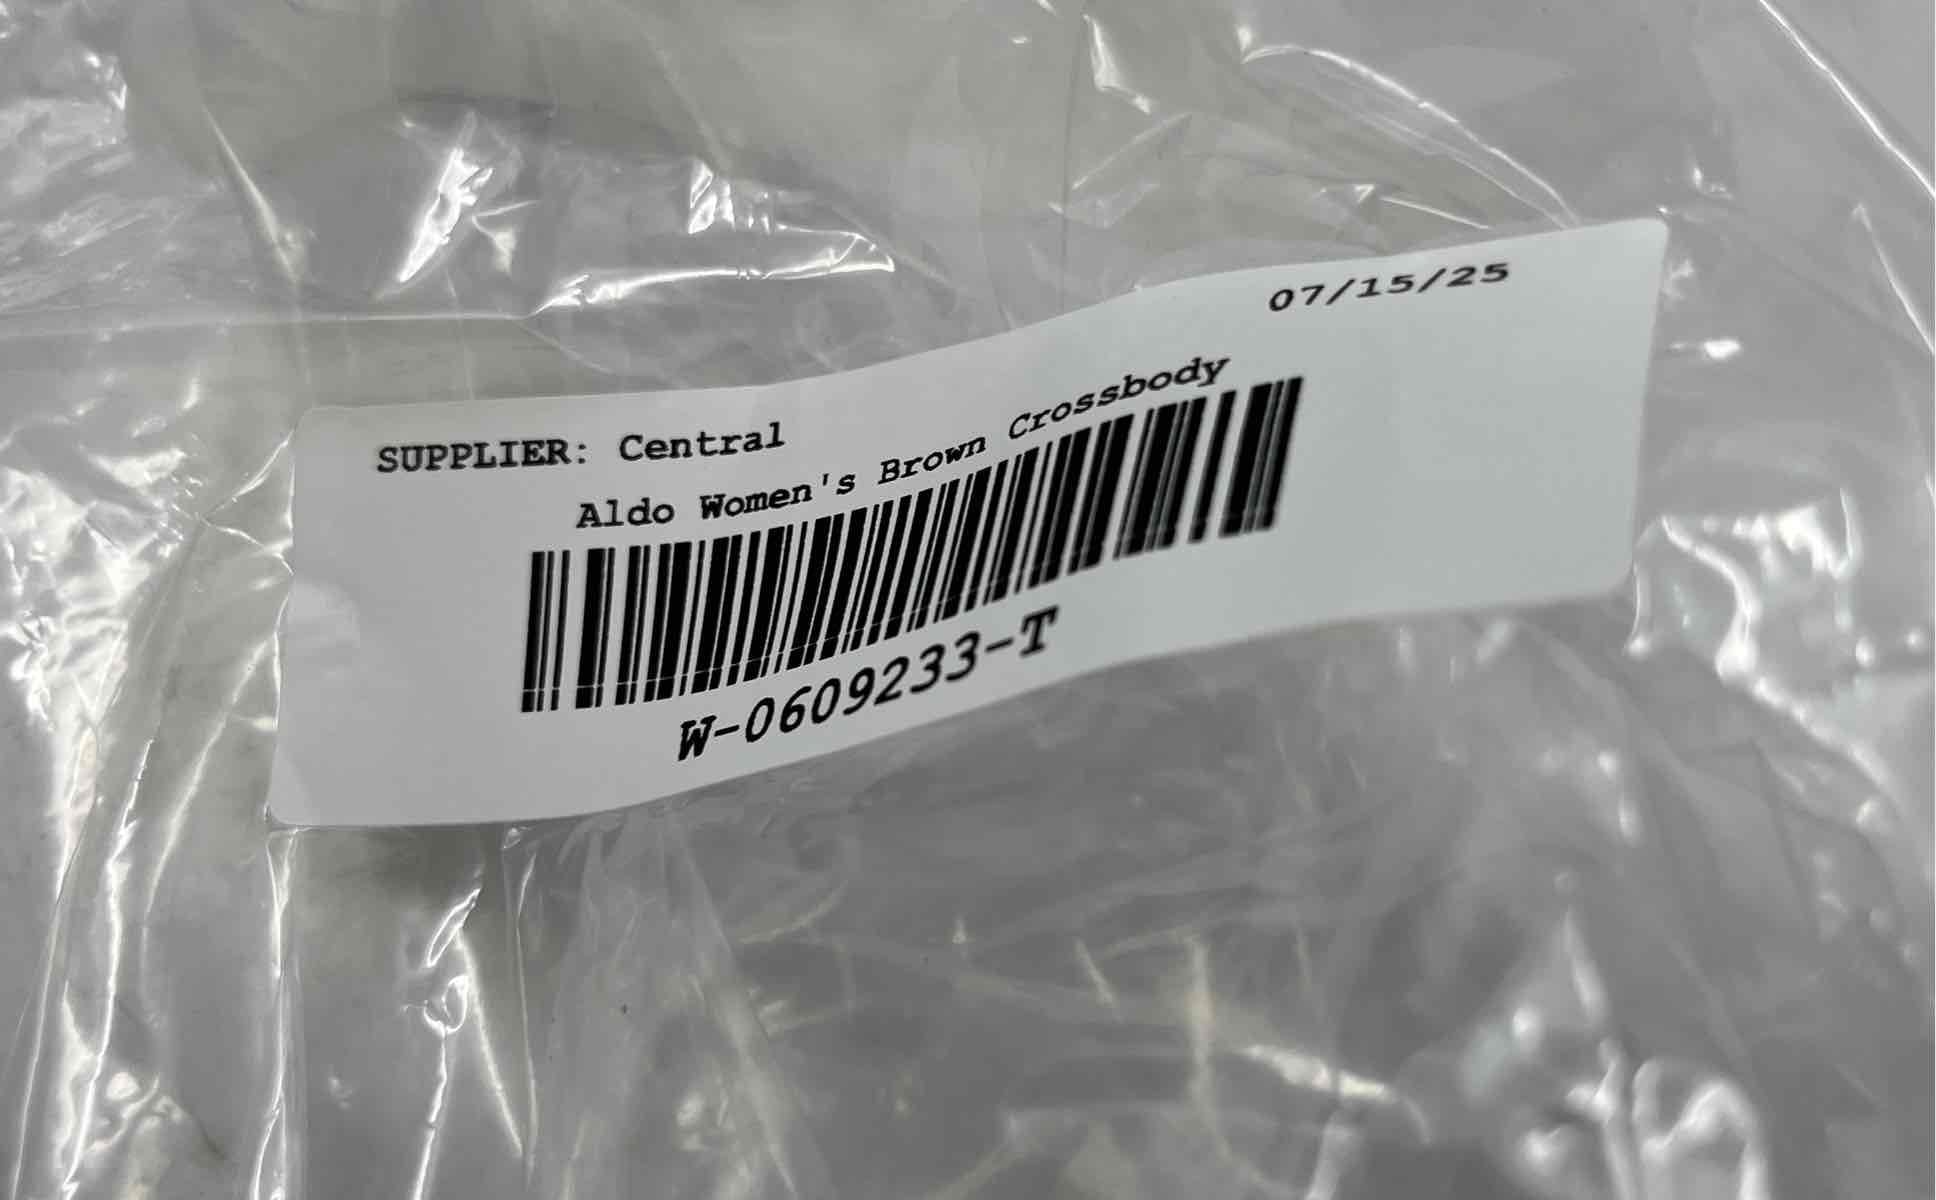 07/15/25
SUPPLIER: Central
Aldo Women's Brown Crossbody
W-0609233-T